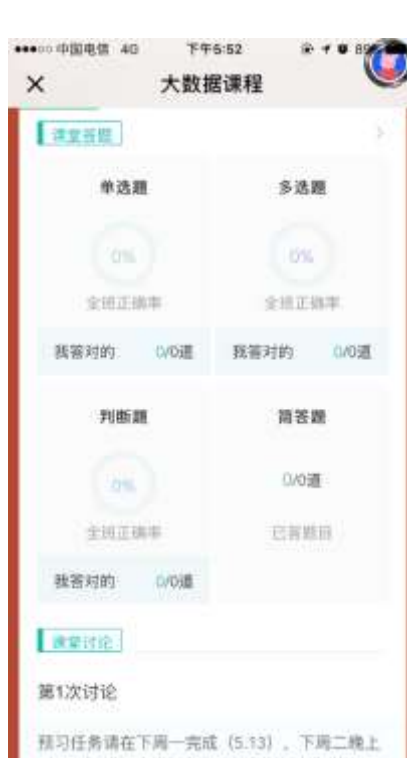 中国电信 4G 下午5:52 89
大数据课程
课堂答题
单选题 多选题
0% 0%
全班正确率 全班正确率
我答对的 0/0道 我答对的 0/0道
判断题 简答题
0% 0/0道
全班正确率 已答题目
我答对的 0/0道
课堂讨论
第1次讨论
预习任务请在下周一完成（5.13），下周二晚上